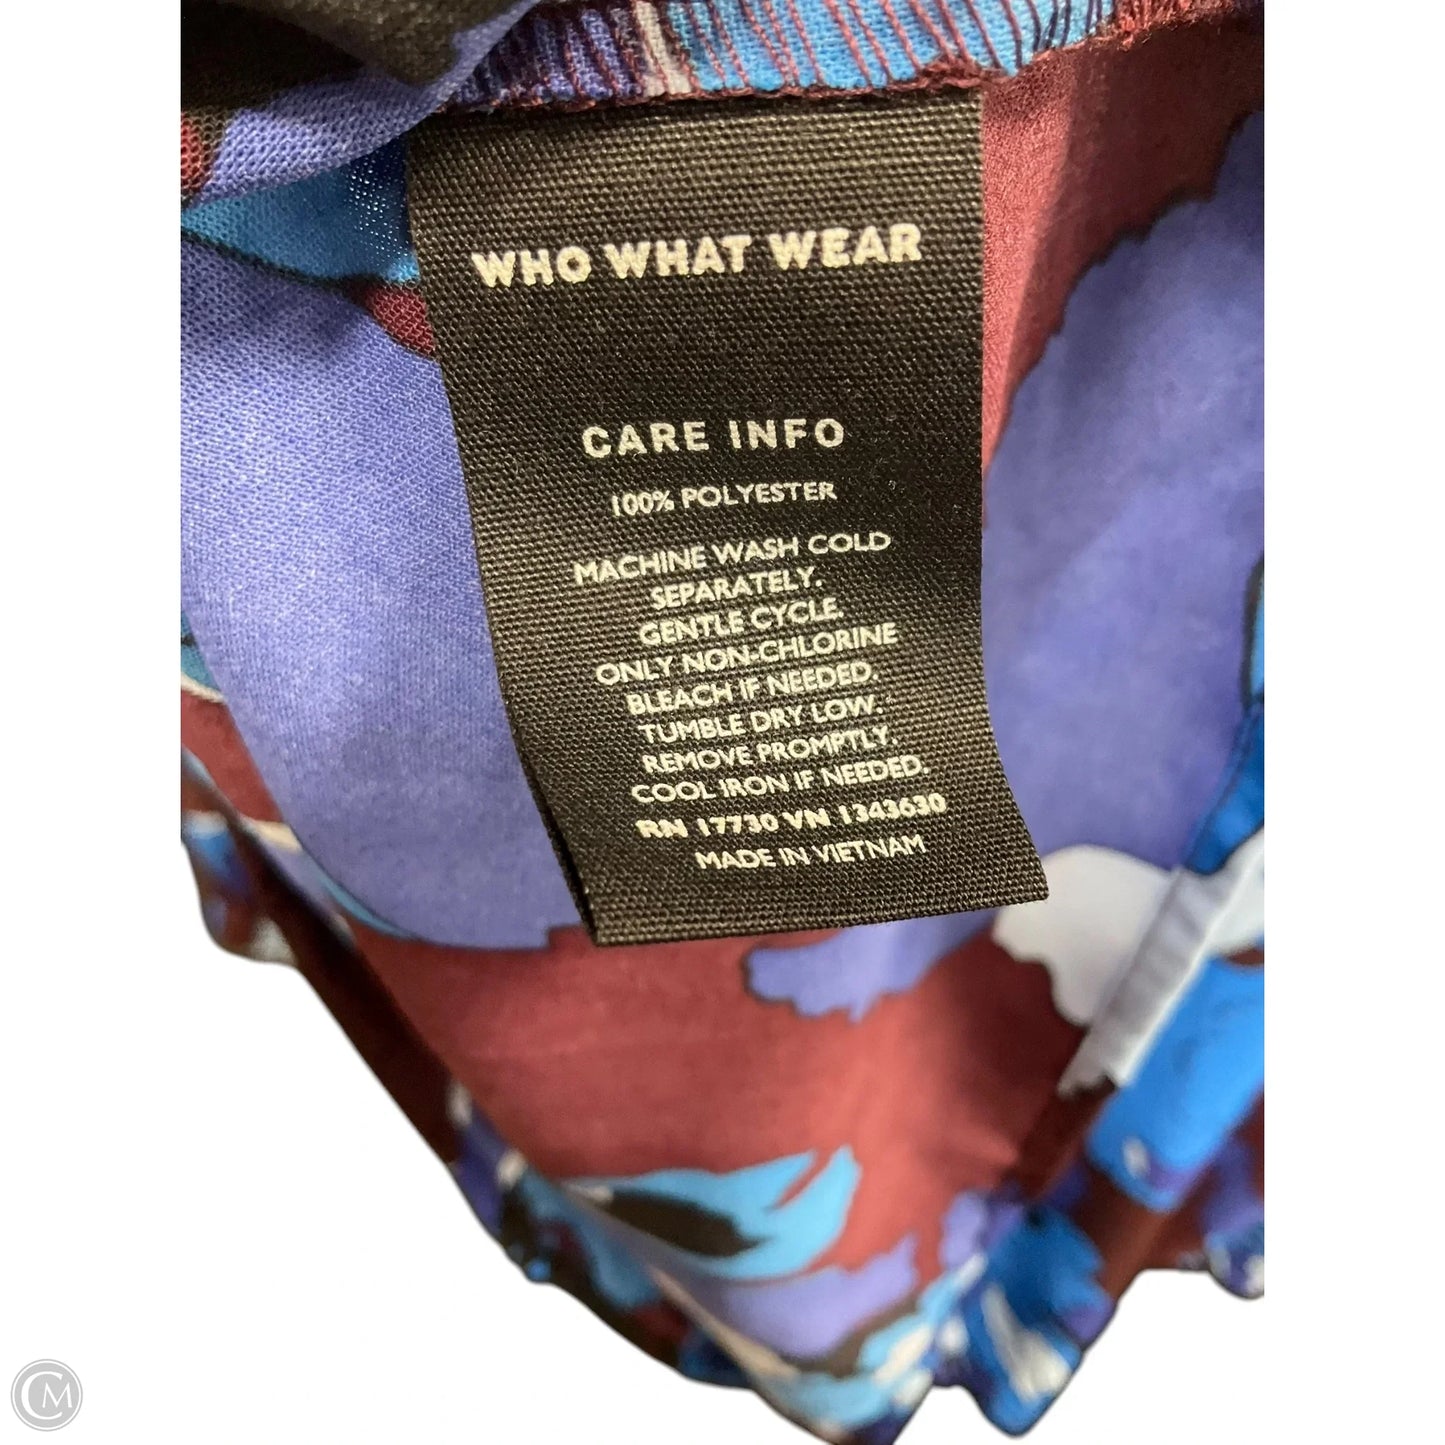 WHO WHAT WEAR
CARE INFO
100% POLYESTER
MACHINE WASH COLD
SEPARATELY.
GENTLE CYCLE.
ONLY NON-CHLORINE
BLEACH IF NEEDED.
TUMBLE DRY LOW.
REMOVE PROMPTLY.
COOL IRON IF NEEDED.
RN 17730 VN 1343630
MADE IN VIETNAM
CM